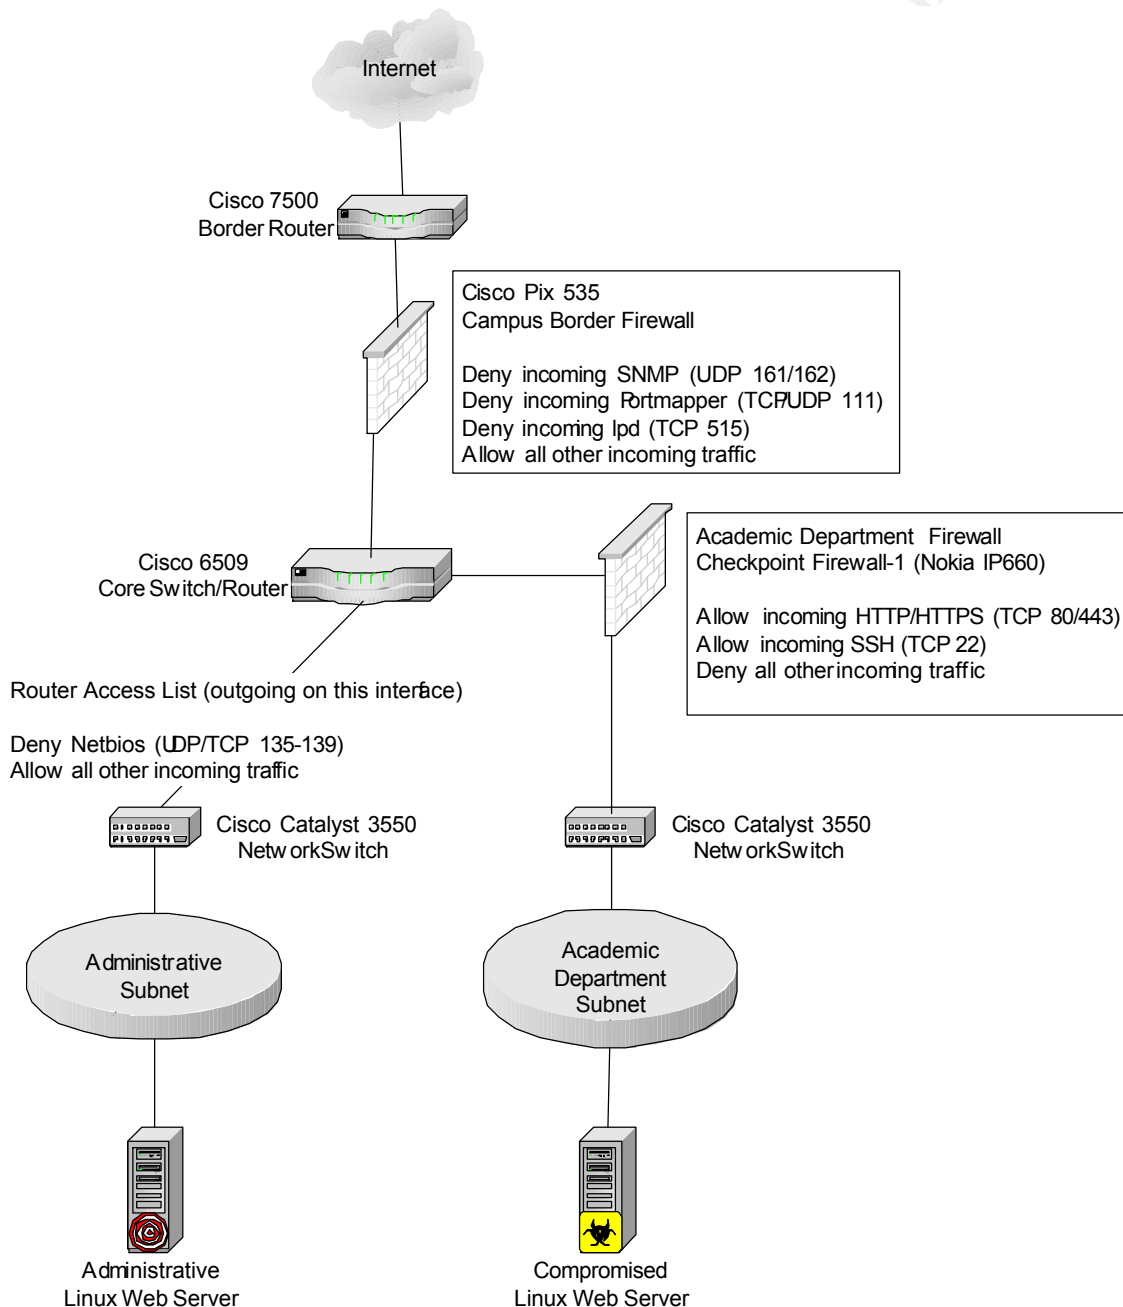 Internet
Cisco 7500
Border Router
Cisco Pix 535
Campus Border Firewall
Deny incoming SNMP (UDP 161/162)
Deny incoming Portmapper (TCP/UDP 111)
Deny incoming lpd (TCP 515)
Allow all other incoming traffic
Cisco 6509
Core Switch/Router
Academic Department Firewall
Checkpoint Firewall-1 (Nokia IP660)
Allow incoming HTTP/HTTPS (TCP 80/443)
Allow incoming SSH (TCP 22)
Deny all other incoming traffic
Router Access List (outgoing on this interface)
Deny Netbios (UDP/TCP 135-139)
Allow all other incoming traffic
Cisco Catalyst 3550
Network Switch
Cisco Catalyst 3550
Network Switch
Administrative
Subnet
Academic
Department
Subnet
Administrative
Linux Web Server
Compromised
Linux Web Server